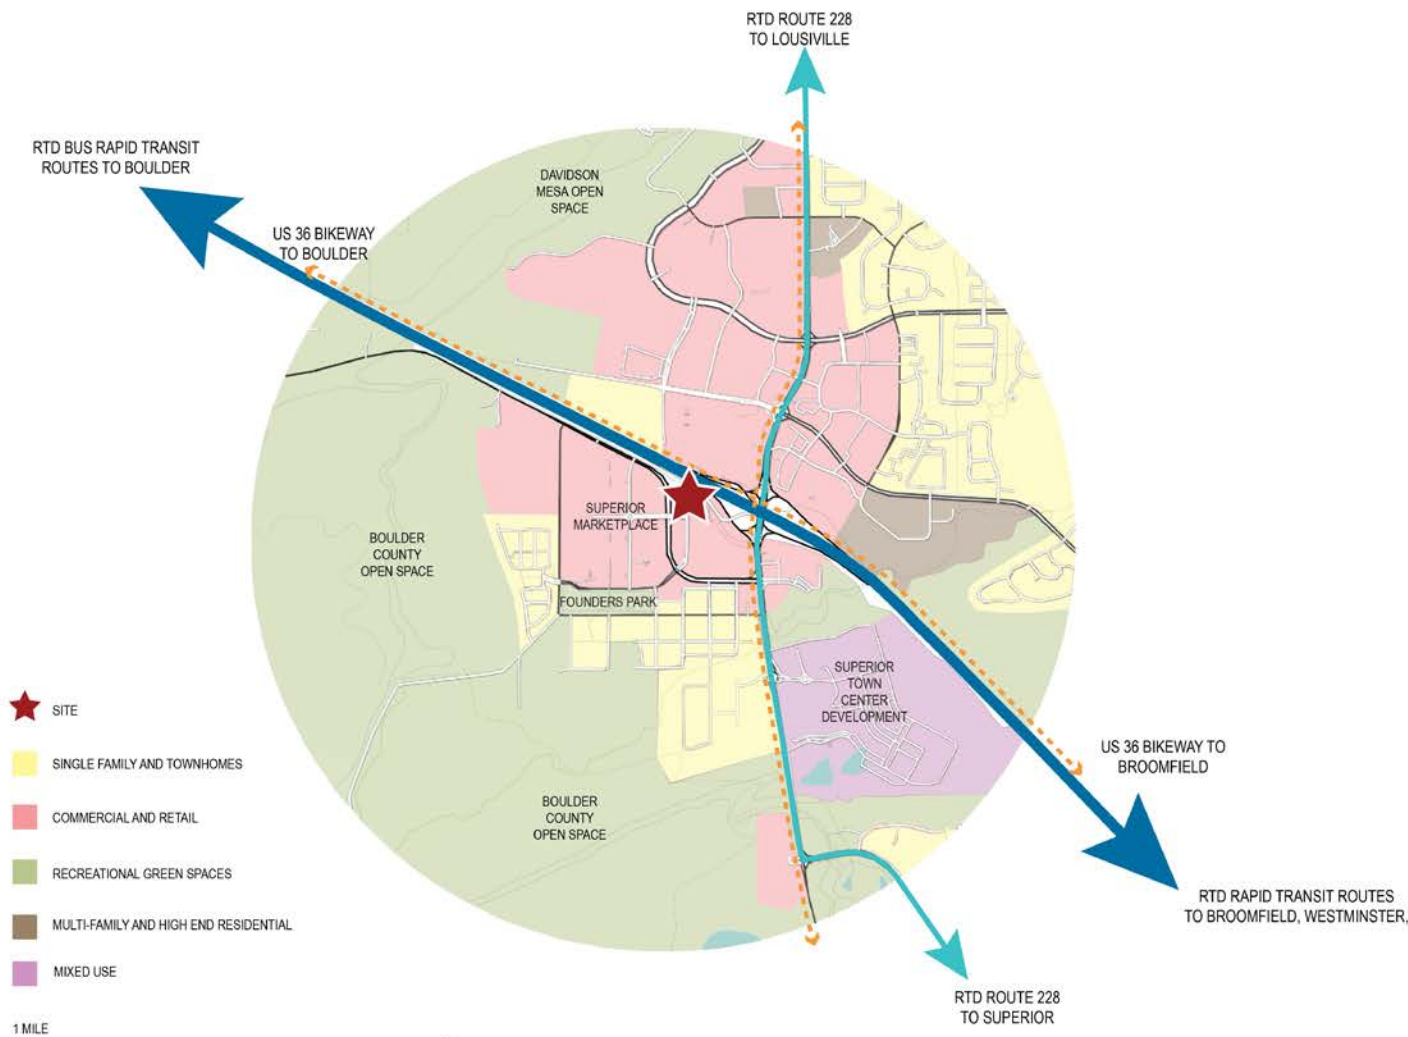 RTD ROUTE 228
TO LOUSIVILLE
RTD BUS RAPID TRANSIT
ROUTES TO BOULDER
DAVIDSON
MESA OPEN
SPACE
US 36 BIKEWAY
TO BOULDER
SUPERIOR
MARKETPLACE
BOULDER
COUNTY
OPEN SPACE
FOUNDERS PARK
SUPERIOR
TOWN
CENTER
DEVELOPMENT
SITE
SINGLE FAMILY AND TOWNHOMES
COMMERCIAL AND RETAIL
RECREATIONAL GREEN SPACES
MULTI-FAMILY AND HIGH END RESIDENTIAL
MIXED USE
1 MILE
BOULDER
COUNTY
OPEN SPACE
US 36 BIKEWAY TO
BROOMFIELD
RTD RAPID TRANSIT ROUTES
TO BROOMFIELD, WESTMINSTER,
RTD ROUTE 228
TO SUPERIOR